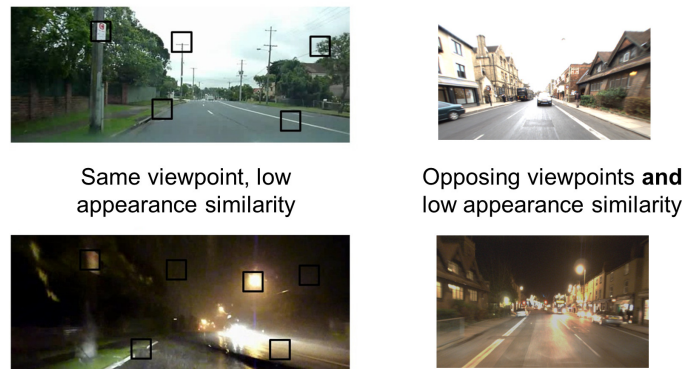 Same viewpoint, low
appearance similarity
Opposing viewpoints and
low appearance similarity